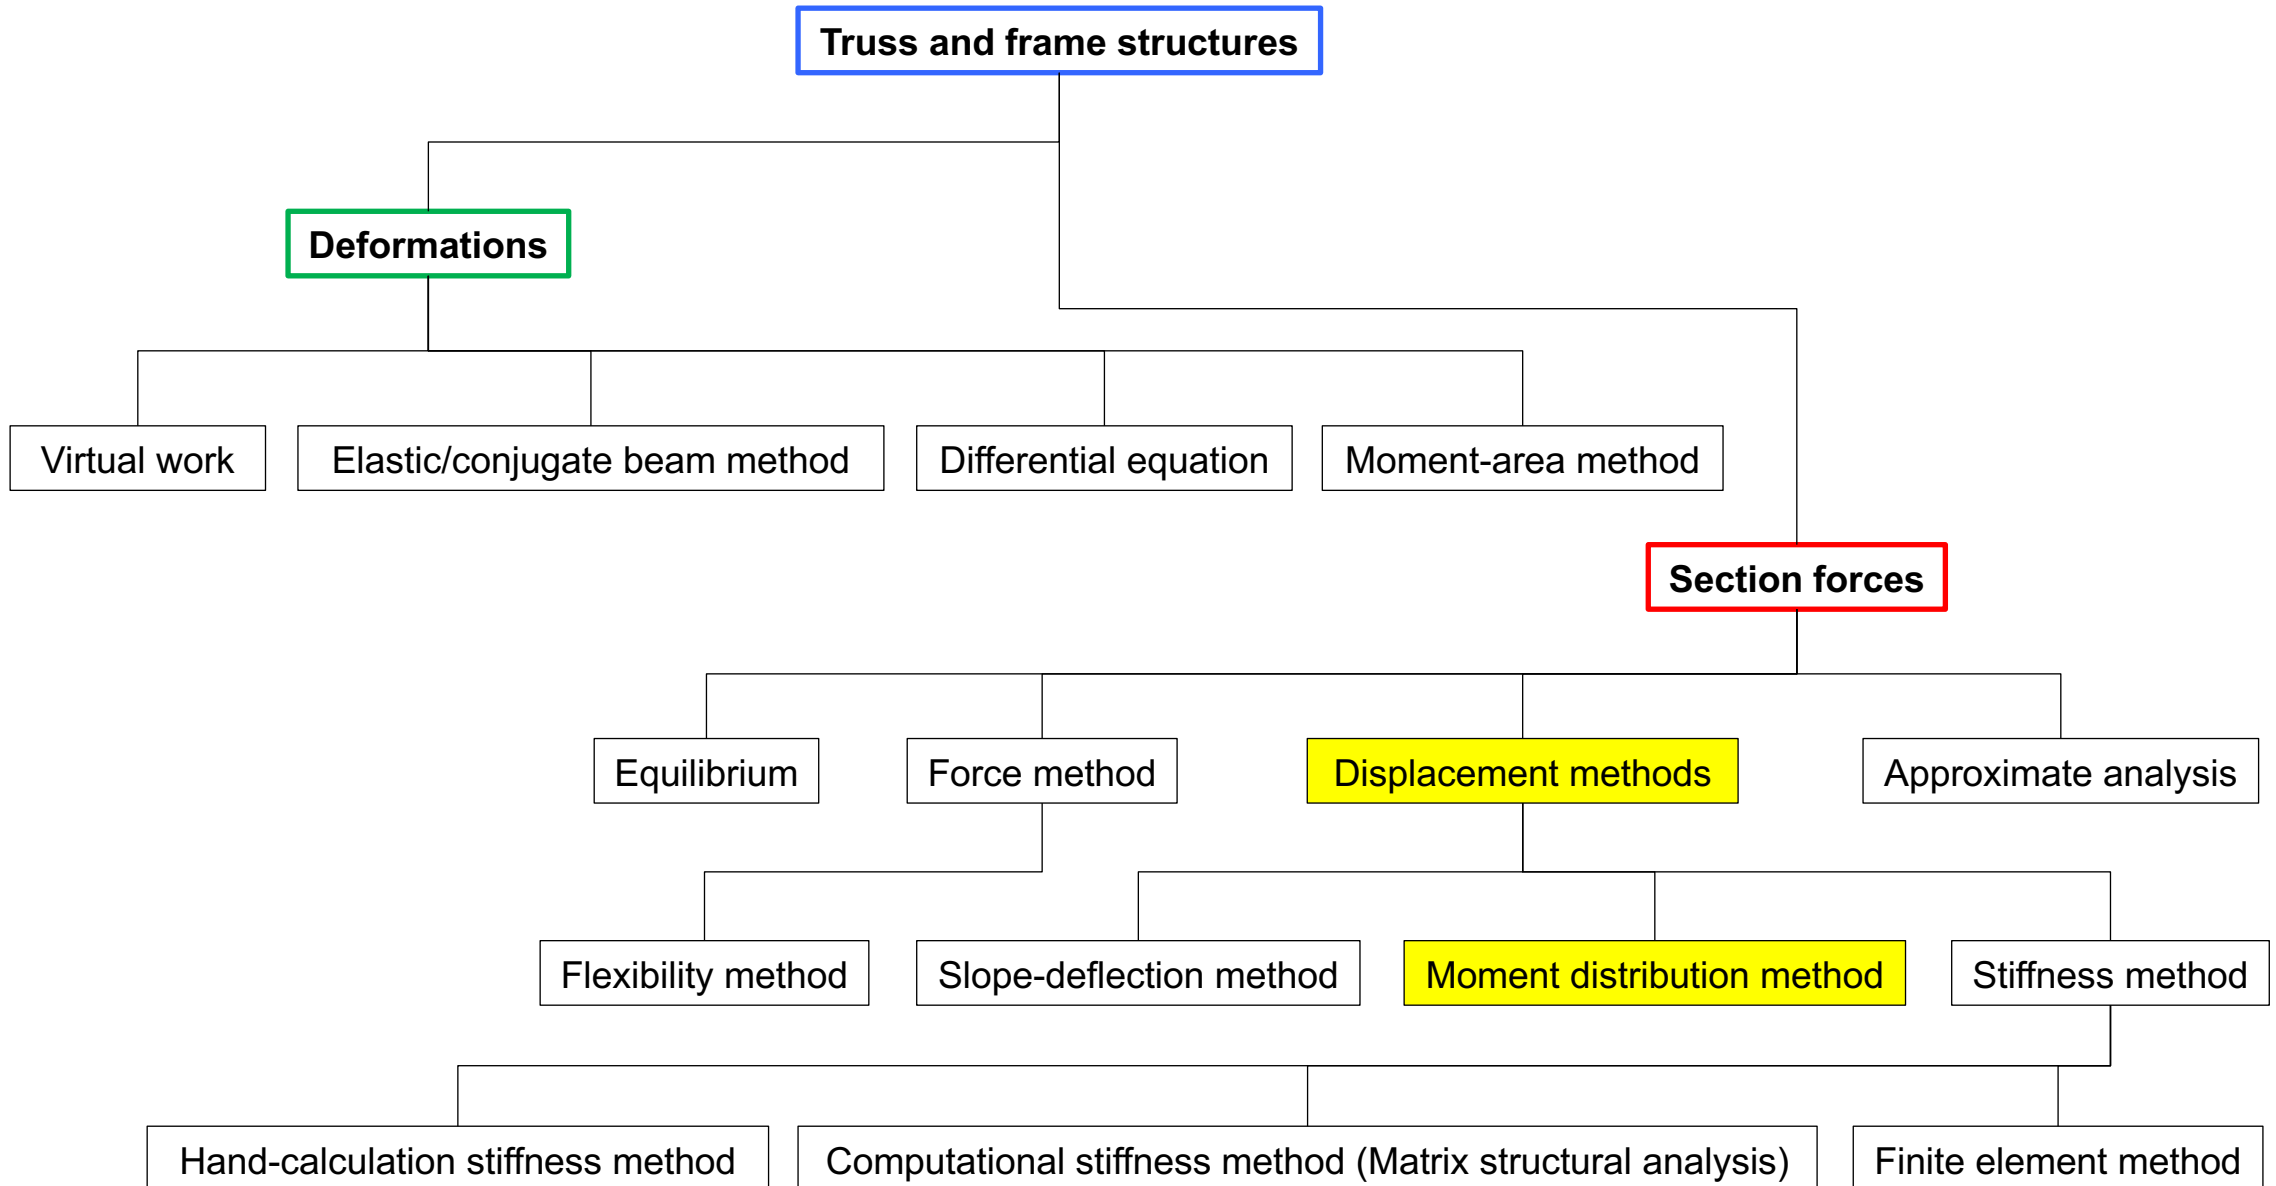 Truss and frame structures
Deformations
Virtual work
Elastic/conjugate beam method
Differential equation
Moment-area method
Section forces
Equilibrium
Force method
Displacement methods
Approximate analysis
Flexibility method
Slope-deflection method
Moment distribution method
Stiffness method
Hand-calculation stiffness method
Computational stiffness method (Matrix structural analysis)
Finite element method